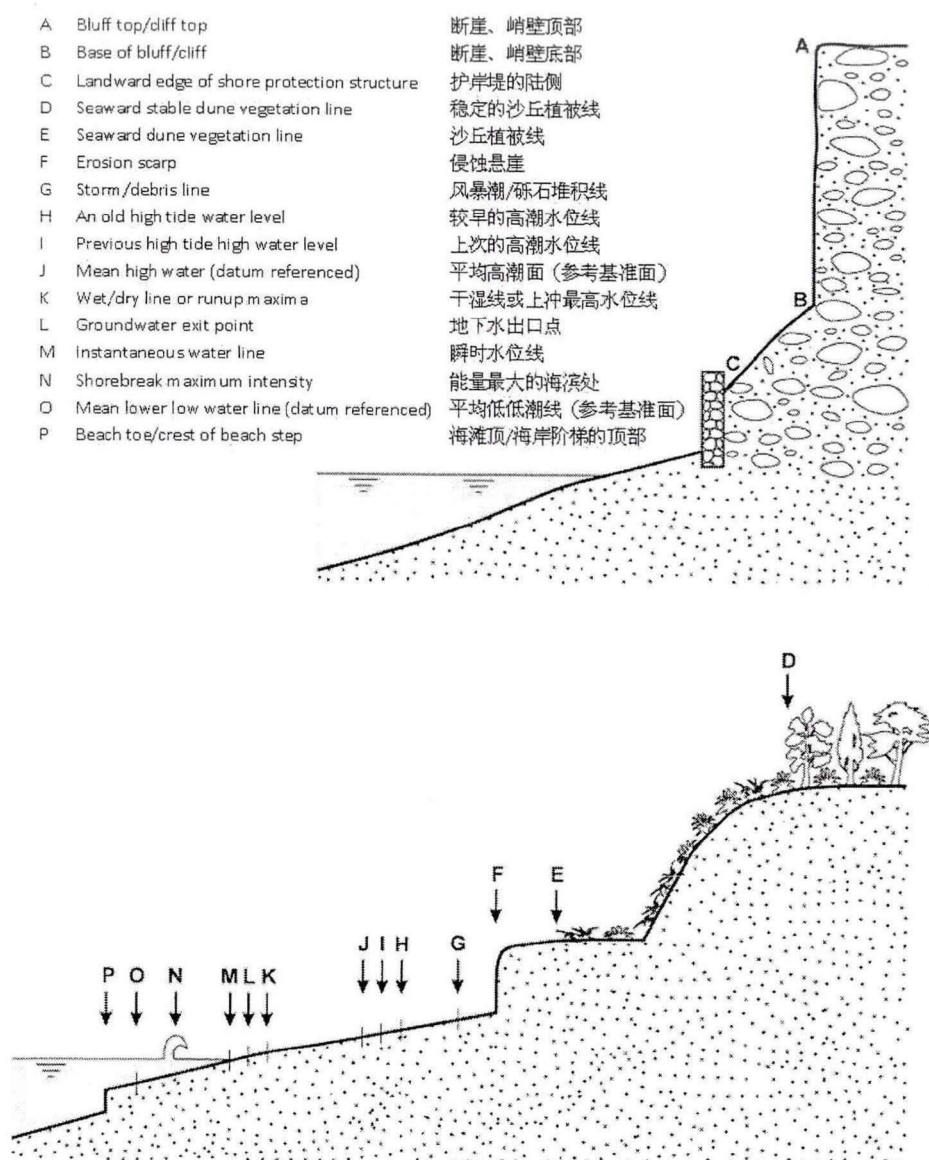 A Bluff top/cliff top 断崖、峭壁顶部
B Base of bluff/cliff 断崖、峭壁底部
C Landward edge of shore protection structure 护岸堤的陆侧
D Seaward stable dune vegetation line 稳定的沙丘植被线
E Seaward dune vegetation line 沙丘植被线
F Erosion scarp 侵蚀悬崖
G Storm/debris line 风暴潮/砾石堆积线
H An old high tide water level 较早的高潮水位线
I Previous high tide high water level 上次的高潮水位线
J Mean high water (datum referenced) 平均高潮面（参考基准面）
K Wet/dry line or runup maxima 干湿线或上冲最高水位线
L Groundwater exit point 地下水出口点
M Instantaneous water line 瞬时水位线
N Shorebreak maximum intensity 能量最大的海滨处
O Mean lower low water line (datum referenced) 平均低低潮线（参考基准面）
P Beach toe/crest of beach step 海滩顶/海岸阶梯的顶部
A
B
C
D
F E
P O N M L K J I H G